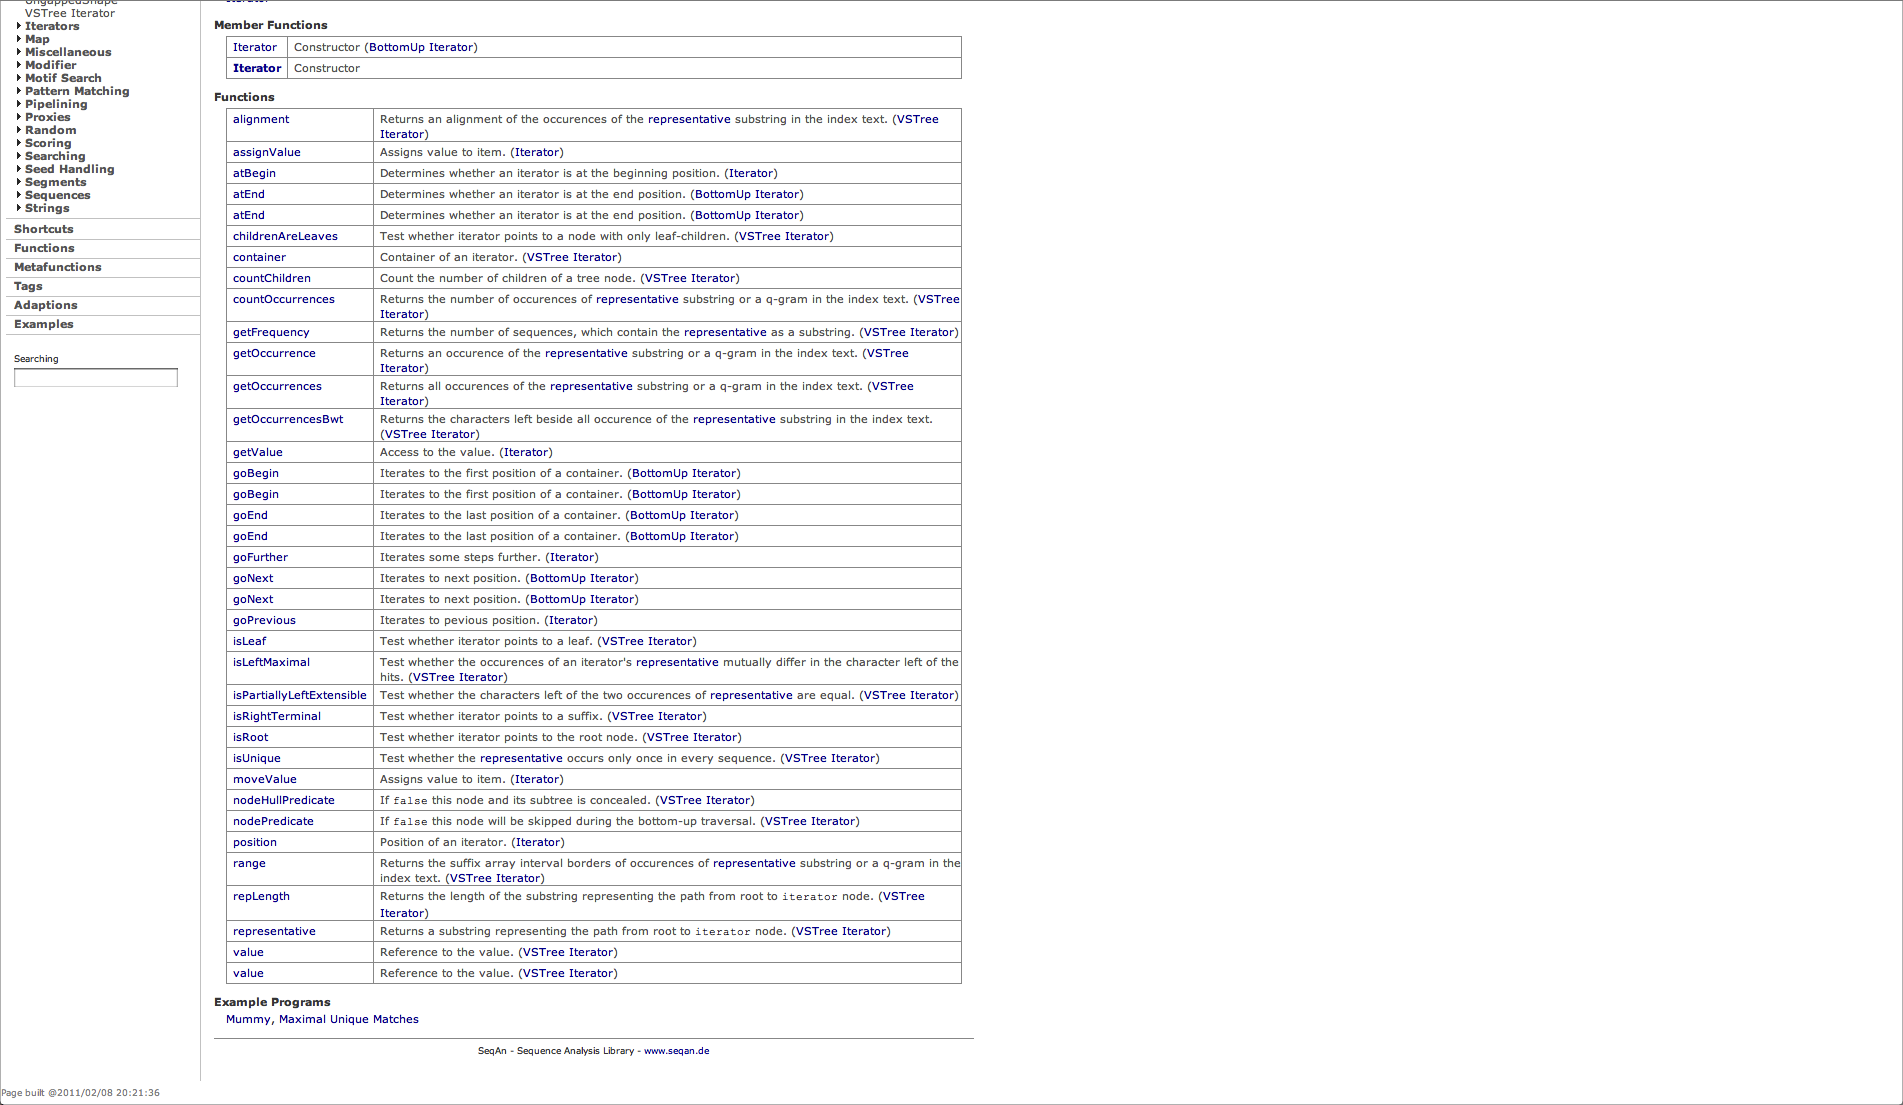 UngappedShape
VSTree Iterator
Iterators
Map
Miscellaneous
Modifier
Motif Search
Pattern Matching
Pipelining
Proxies
Random
Scoring
Searching
Seed Handling
Segments
Sequences
Strings
Shortcuts
Functions
Metafunctions
Tags
Adaptions
Examples
Searching
Member Functions
Iterator Constructor (BottomUp Iterator)
Iterator Constructor
Functions
alignment Returns an alignment of the occurences of the representative substring in the index text. (VSTree
Iterator)
assignValue Assigns value to item. (Iterator)
atBegin Determines whether an iterator is at the beginning position. (Iterator)
atEnd Determines whether an iterator is at the end position. (BottomUp Iterator)
atEnd Determines whether an iterator is at the end position. (BottomUp Iterator)
childrenAreLeaves Test whether iterator points to a node with only leaf-children. (VSTree Iterator)
container Container of an iterator. (VSTree Iterator)
countChildren Count the number of children of a tree node. (VSTree Iterator)
countOccurrences Returns the number of occurences of representative substring or a q-gram in the index text. (VSTree
Iterator)
getFrequency Returns the number of sequences, which contain the representative as a substring. (VSTree Iterator)
getOccurrence Returns an occurence of the representative substring or a q-gram in the index text. (VSTree
Iterator)
getOccurrences Returns all occurences of the representative substring or a q-gram in the index text. (VSTree
Iterator)
getOccurrencesBwt Returns the characters left beside all occurence of the representative substring in the index text.
(VSTree Iterator)
getValue Access to the value. (Iterator)
goBegin Iterates to the first position of a container. (BottomUp Iterator)
goBegin Iterates to the first position of a container. (BottomUp Iterator)
goEnd Iterates to the last position of a container. (BottomUp Iterator)
goEnd Iterates to the last position of a container. (BottomUp Iterator)
goFurther Iterates some steps further. (Iterator)
goNext Iterates to next position. (BottomUp Iterator)
goNext Iterates to next position. (BottomUp Iterator)
goPrevious Iterates to pevious position. (Iterator)
isLeaf Test whether iterator points to a leaf. (VSTree Iterator)
isLeftMaximal Test whether the occurences of an iterator's representative mutually differ in the character left of the
hits. (VSTree Iterator)
isPartiallyLeftExtensible Test whether the characters left of the two occurences of representative are equal. (VSTree Iterator)
isRightTerminal Test whether iterator points to a suffix. (VSTree Iterator)
isRoot Test whether iterator points to the root node. (VSTree Iterator)
isUnique Test whether the representative occurs only once in every sequence. (VSTree Iterator)
moveValue Assigns value to item. (Iterator)
nodeHullPredicate If false this node and its subtree is concealed. (VSTree Iterator)
nodePredicate If false this node will be skipped during the bottom-up traversal. (VSTree Iterator)
position Position of an iterator. (Iterator)
range Returns the suffix array interval borders of occurences of representative substring or a q-gram in the
index text. (VSTree Iterator)
repLength Returns the length of the substring representing the path from root to iterator node. (VSTree
Iterator)
representative Returns a substring representing the path from root to iterator node. (VSTree Iterator)
value Reference to the value. (VSTree Iterator)
value Reference to the value. (VSTree Iterator)
Example Programs
Mummy, Maximal Unique Matches
SeqAn - Sequence Analysis Library - www.seqan.de
Page built @2011/02/08 20:21:36